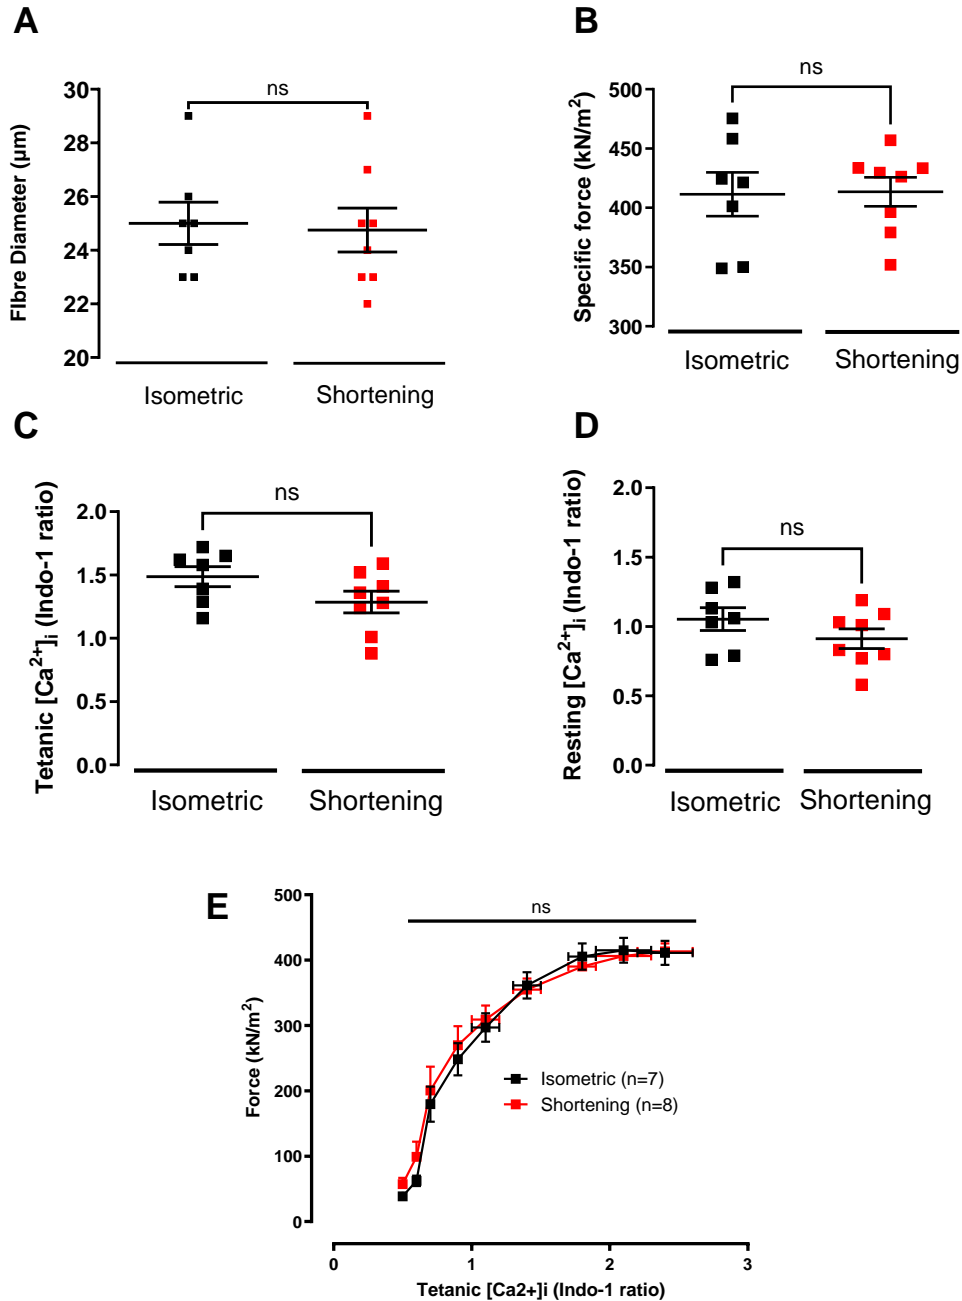 A
FIbre Diameter (µm)
30
28
26
24
22
20
ns
Isometric
Shortening
B
Specific force (kN/m²)
500
450
400
350
300
ns
Isometric
Shortening
C
Tetanic [Ca²⁺]ᵢ (Indo-1 ratio)
2.0
1.5
1.0
0.5
0.0
ns
Isometric
Shortening
D
Resting [Ca²⁺]ᵢ (Indo-1 ratio)
2.0
1.5
1.0
0.5
0.0
ns
Isometric
Shortening
E
Force (kN/m²)
500
400
300
200
100
0
ns
Isometric (n=7)
Shortening (n=8)
0
1
2
3
Tetanic [Ca2+]i (Indo-1 ratio)